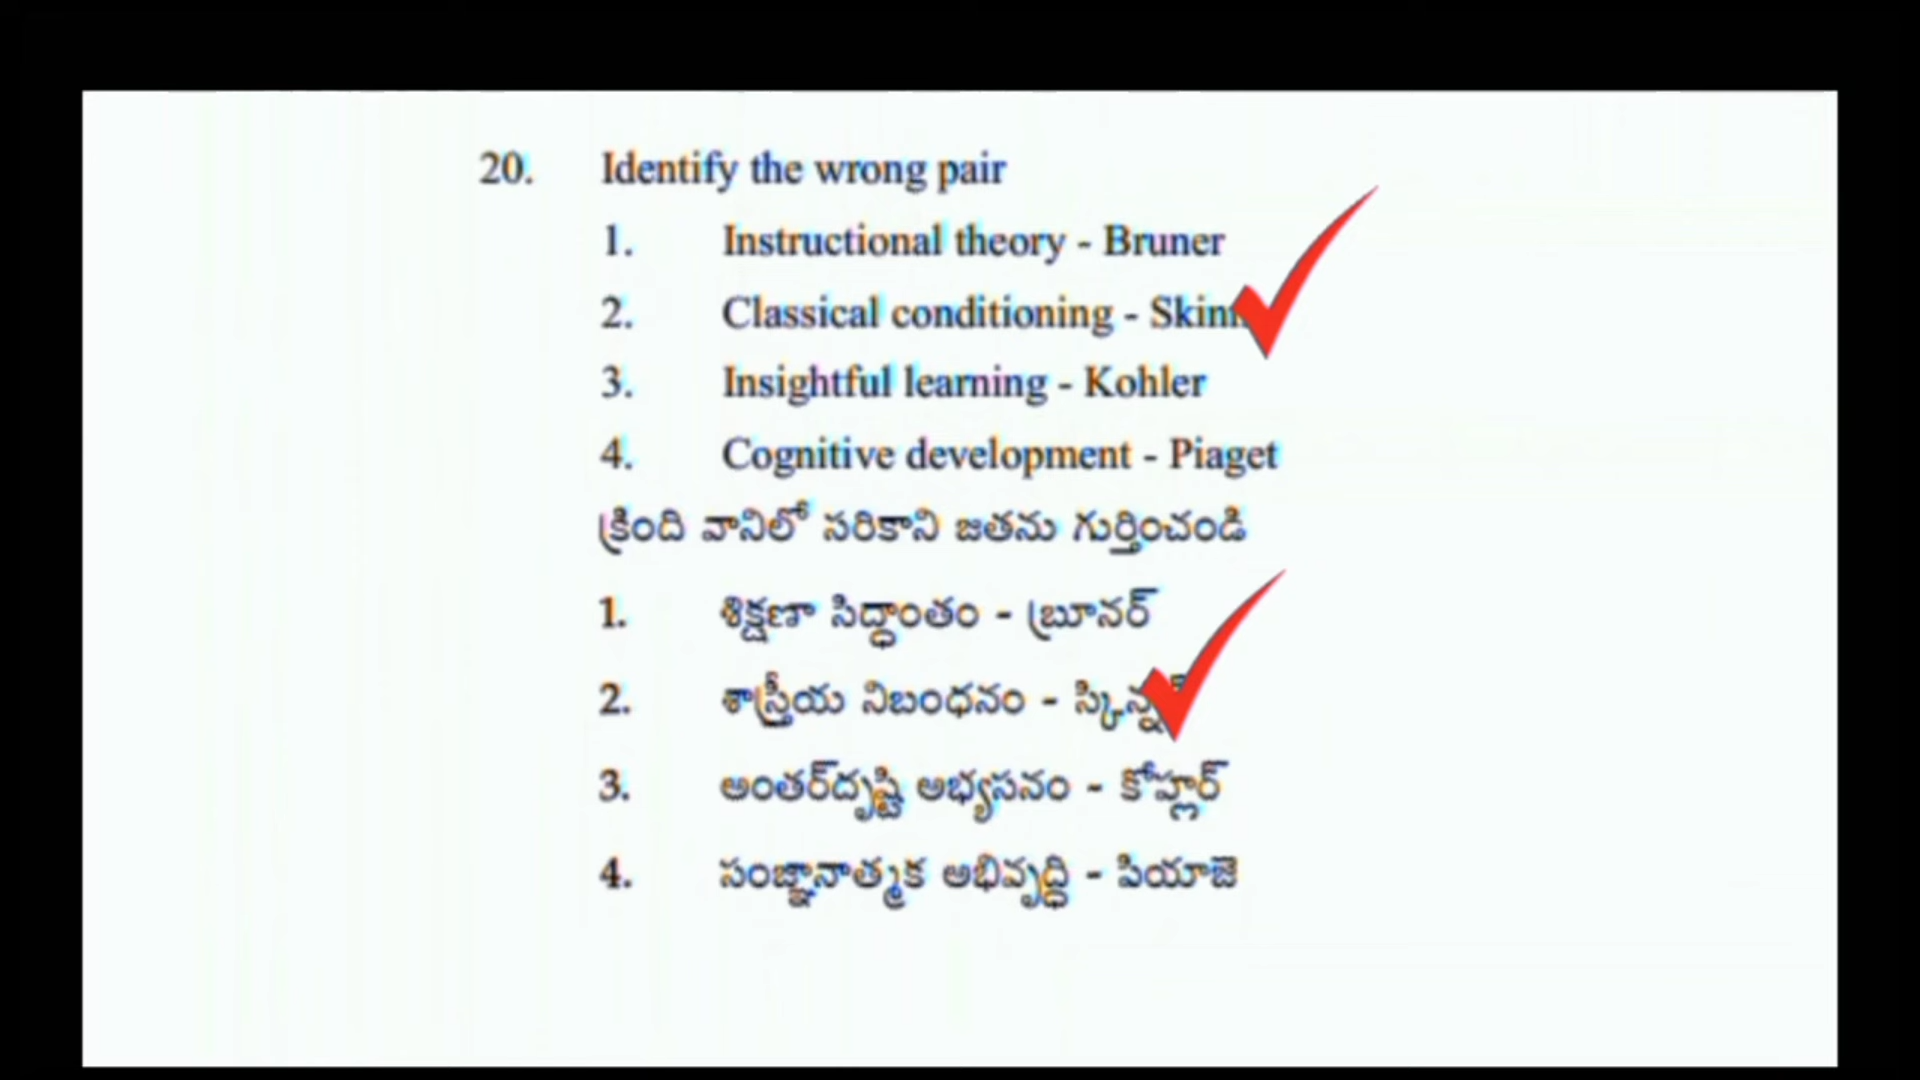 20. Identify the wrong pair
1. Instructional theory - Bruner
2. Classical conditioning -
3. Insightful learning - Kohler
4. Cognitive development - Piaget
క్రింది వానిలో సరికాని జతను గుర్తించండి
1. శిక్షణా సిద్ధాంతం - బ్రూనర్
2. శాస్త్రీయ నిబంధనం -
3. అంతర్‌దృష్టి అభ్యసనం - కోహ్లర్
4. సంజ్ఞానాత్మక అభివృద్ధి - పియాజె